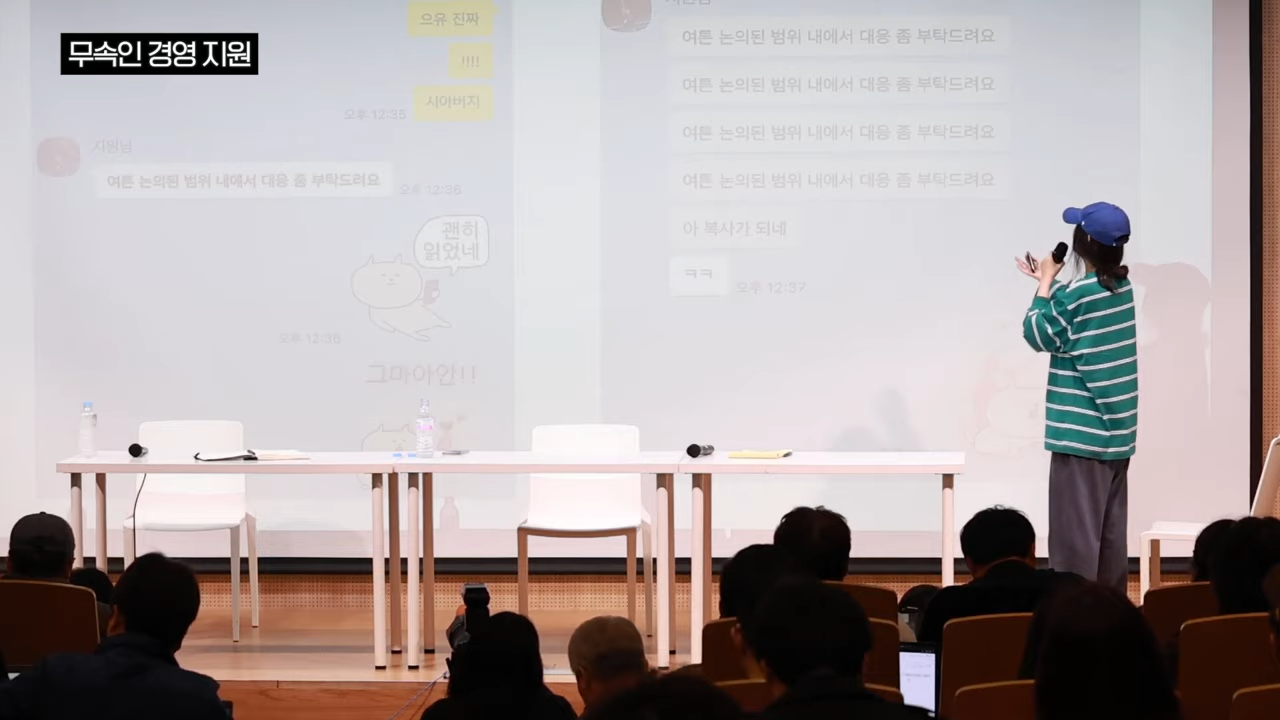 무속인 경영 지원
으유 진짜
!!!!
시아버지
오후 12:35
지원님
여튼 논의된 범위 내에서 대응 좀 부탁드려요
오후 12:36
괜히
읽었네
오후 12:36
그마아안!!
지원님
여튼 논의된 범위 내에서 대응 좀 부탁드려요
여튼 논의된 범위 내에서 대응 좀 부탁드려요
여튼 논의된 범위 내에서 대응 좀 부탁드려요
여튼 논의된 범위 내에서 대응 좀 부탁드려요
아 복사가 되네
ㅋㅋ
오후 12:37